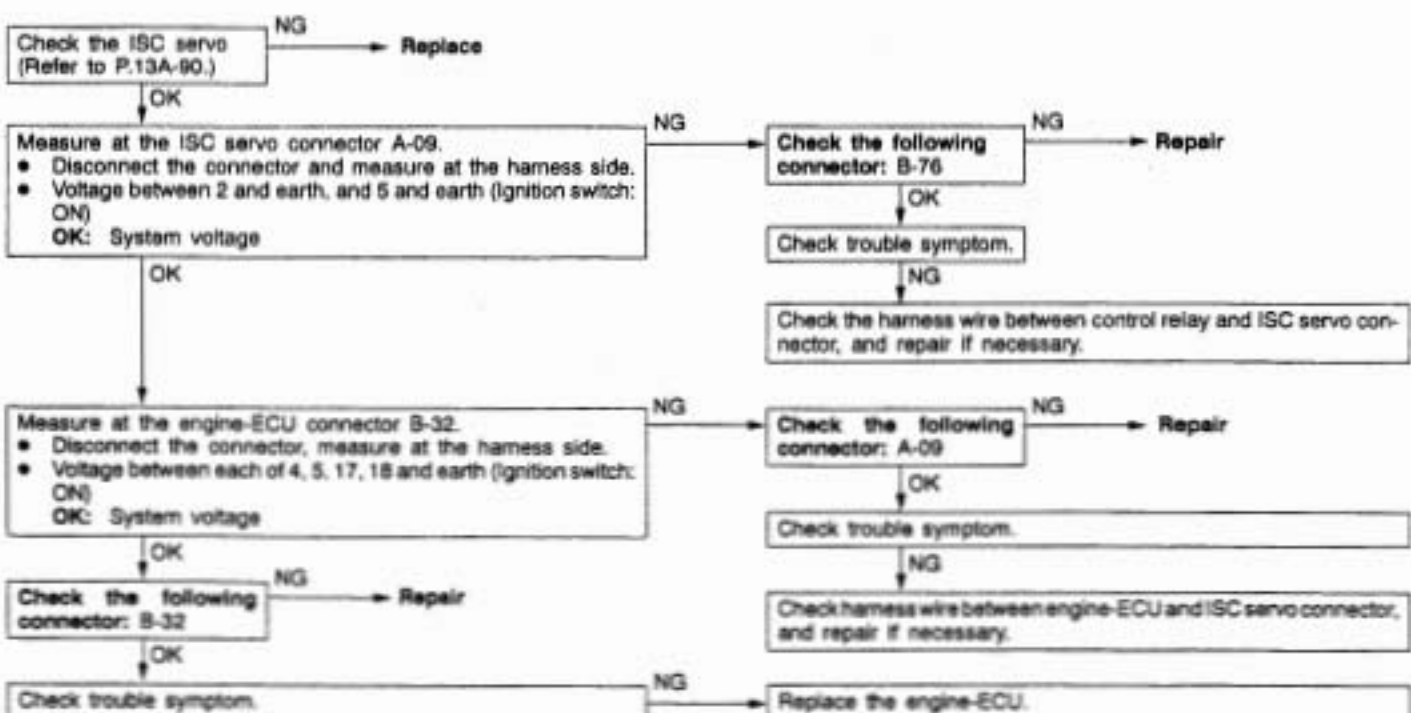 Check the ISC servo
(Refer to P.13A-90.)
NG
Replace
OK
Measure at the ISC servo connector A-09.
● Disconnect the connector and measure at the harness side.
● Voltage between 2 and earth, and 5 and earth (Ignition switch:
ON)
OK: System voltage
NG
Check the following
connector: B-76
NG
Repair
OK
Check trouble symptom.
NG
Check the harness wire between control relay and ISC servo con-
nector, and repair if necessary.
OK
Measure at the engine-ECU connector B-32.
● Disconnect the connector, measure at the harness side.
● Voltage between each of 4, 5, 17, 18 and earth (Ignition switch:
ON)
OK: System voltage
NG
Check the following
connector: A-09
NG
Repair
OK
Check trouble symptom.
NG
Check harness wire between engine-ECU and ISC servo connector,
and repair if necessary.
OK
Check the following
connector: B-32
NG
Repair
OK
Check trouble symptom.
NG
Replace the engine-ECU.